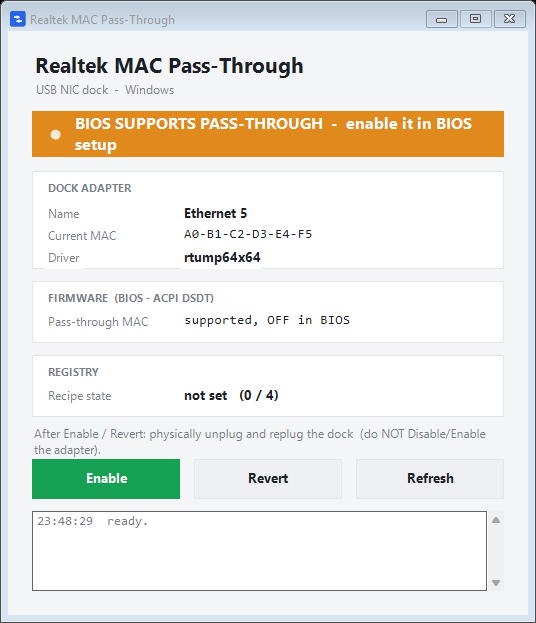 Realtek MAC Pass-Through
Realtek MAC Pass-Through
USB NIC dock - Windows
BIOS SUPPORTS PASS-THROUGH - enable it in BIOS
setup
DOCK ADAPTER
Name Ethernet 5
Current MAC A0-B1-C2-D3-E4-F5
Driver rtump64x64
FIRMWARE (BIOS - ACPI DSDT)
Pass-through MAC supported, OFF in BIOS
REGISTRY
Recipe state not set (0 / 4)
After Enable / Revert: physically unplug and replug the dock (do NOT Disable/Enable
the adapter).
Enable Revert Refresh
23:48:29 ready.